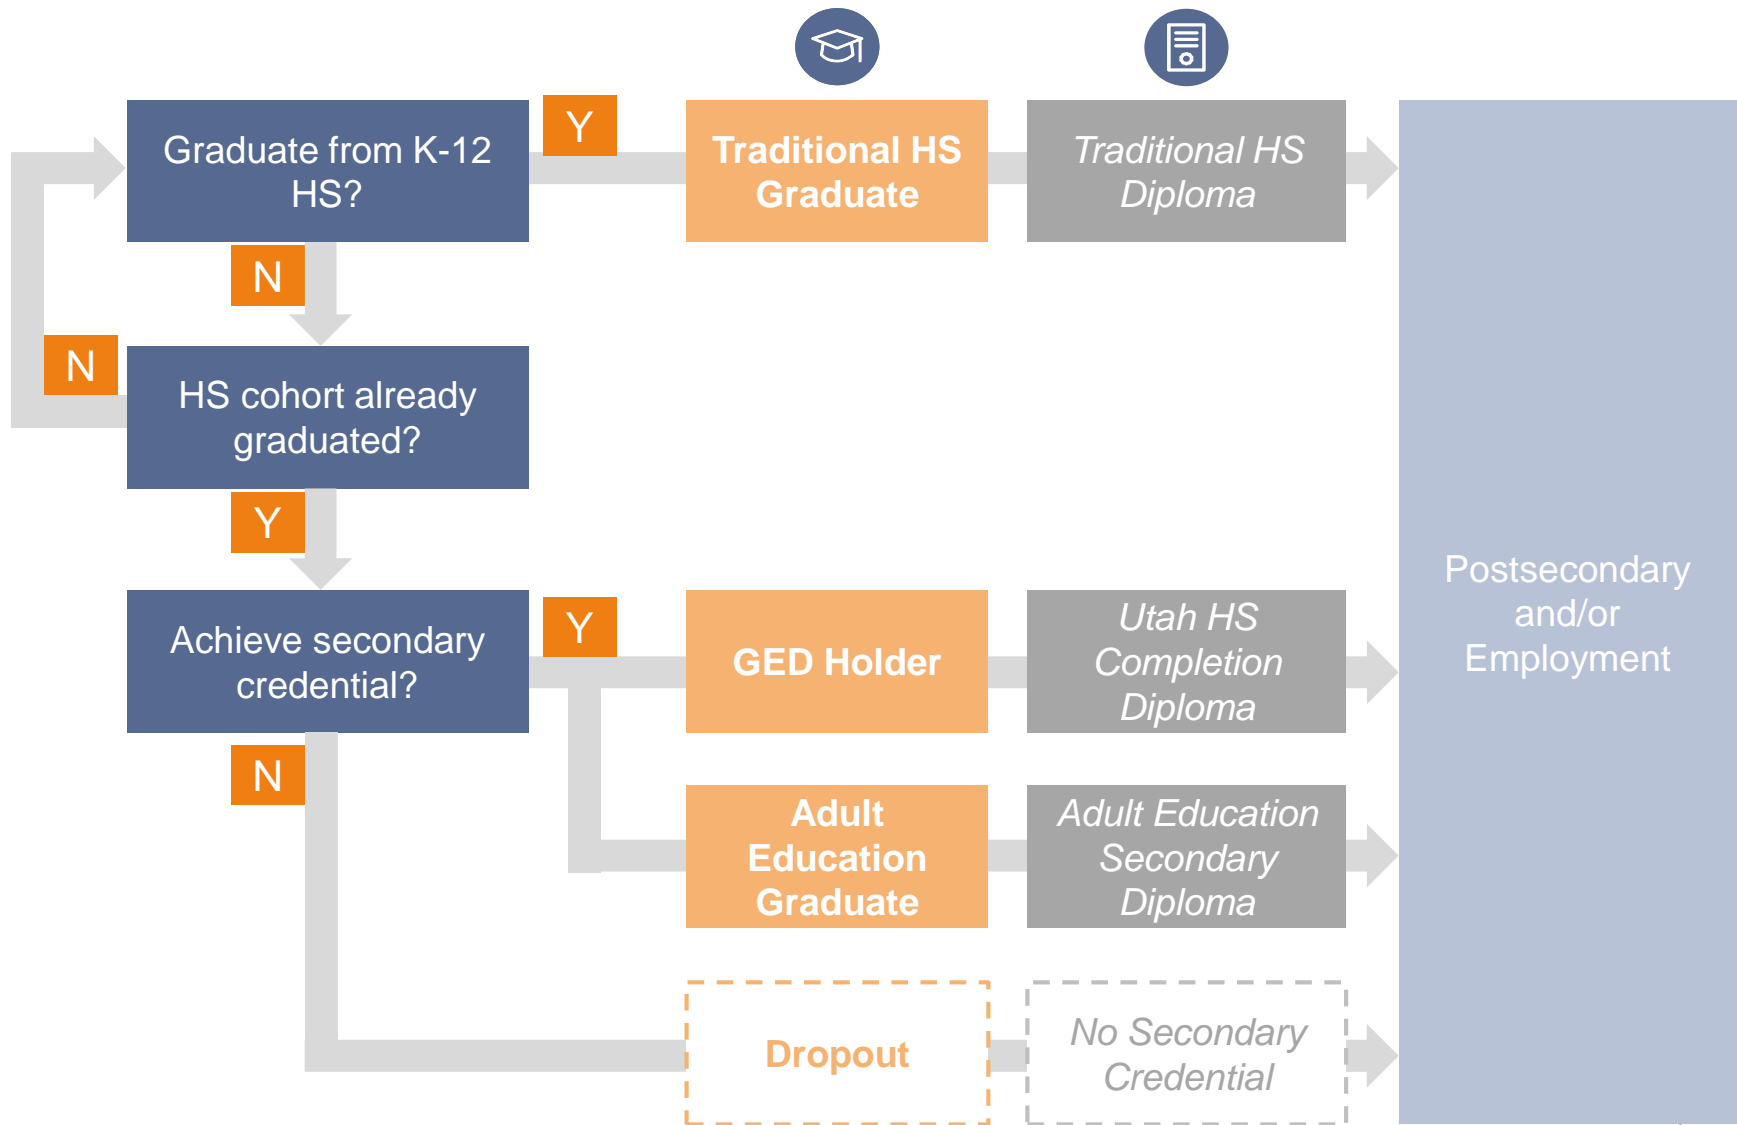 Graduate from K-12
HS?
Y
Traditional HS
Graduate
Traditional HS
Diploma
N
N
HS cohort already
graduated?
Y
Achieve secondary
credential?
Y
GED Holder
Utah HS
Completion
Diploma
Postsecondary
and/or
Employment
N
Adult
Education
Graduate
Adult Education
Secondary
Diploma
Dropout
No Secondary
Credential